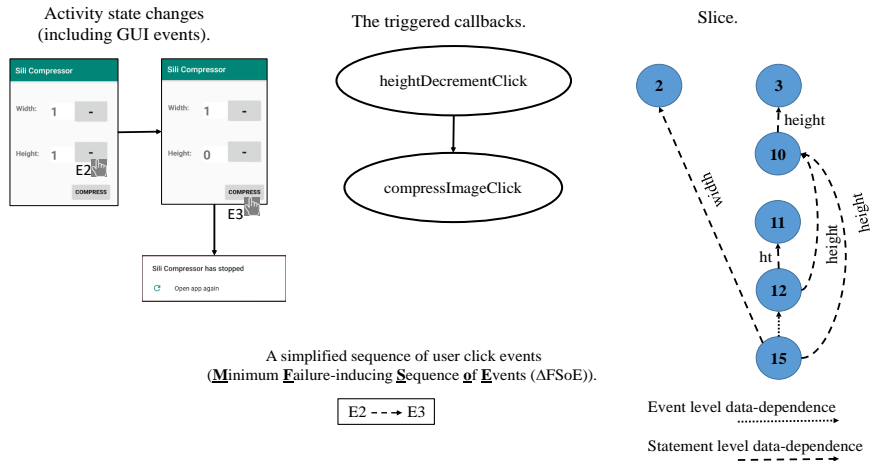 Activity state changes
(including GUI events).
Sili Compressor
Width:
1
-
Height:
1
-
E2
COMPRESS
Sili Compressor
Width:
1
-
Height:
0
-
COMPRESS
E3
Sili Compressor has stopped
Open app again
The triggered callbacks.
heightDecrementClick
compressImageClick
Slice.
2
3
height
10
width
height
height
11
ht
12
15
A simplified sequence of user click events
(Minimum Failure-inducing Sequence of Events (ΔFSoE)).
E2 E3
Event level data-dependence
Statement level data-dependence